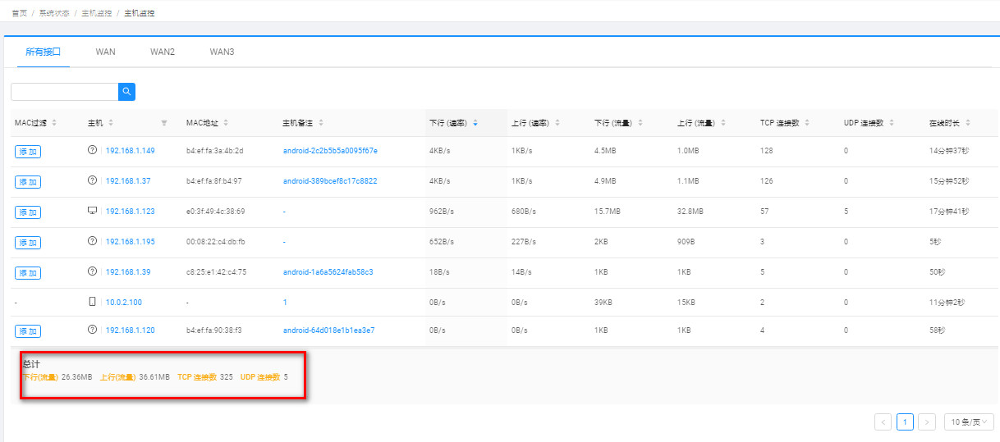 首页 / 系统状态 / 主机监控 / 主机监控
所有接口 WAN WAN2 WAN3
MAC过滤 主机 MAC地址 主机备注 下行 (速率) 上行 (速率) 下行 (流量) 上行 (流量) TCP 连接数 UDP 连接数 在线时长
添 加 192.168.1.149 b4:ef:fa:3a:4b:2d android-2c2b5b5a0095f67e 4KB/s 1KB/s 4.5MB 1.0MB 128 0 14分钟37秒
添 加 192.168.1.37 b4:ef:fa:8f:b4:97 android-389bcef8c17c8822 4KB/s 1KB/s 4.9MB 1.1MB 126 0 15分钟52秒
添 加 192.168.1.123 e0:3f:49:4c:38:69 - 962B/s 680B/s 15.7MB 32.8MB 57 5 17分钟41秒
添 加 192.168.1.195 00:08:22:c4:db:fb - 652B/s 227B/s 2KB 909B 3 0 5秒
添 加 192.168.1.39 c8:25:e1:42:c4:75 android-1a6a5624fab58c3 18B/s 14B/s 1KB 1KB 5 0 50秒
- 10.0.2.100 - 1 0B/s 0B/s 39KB 15KB 2 0 11分钟2秒
添 加 192.168.1.120 b4:ef:fa:90:38:f3 android-64d018e1b1ea3e7 0B/s 0B/s 1KB 1KB 4 0 58秒
总计
下行(流量) 26.36MB 上行(流量) 36.61MB TCP 连接数 325 UDP 连接数 5
< 1 > 10 条/页